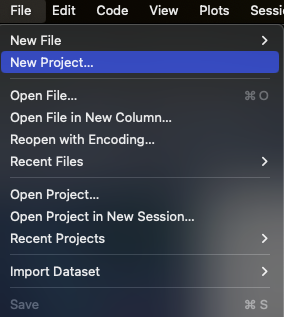 File Edit Code View Plots Sessi
New File
New Project...
Open File... ⌘ O
Open File in New Column...
Reopen with Encoding...
Recent Files
Open Project...
Open Project in New Session...
Recent Projects
Import Dataset
Save ⌘ S